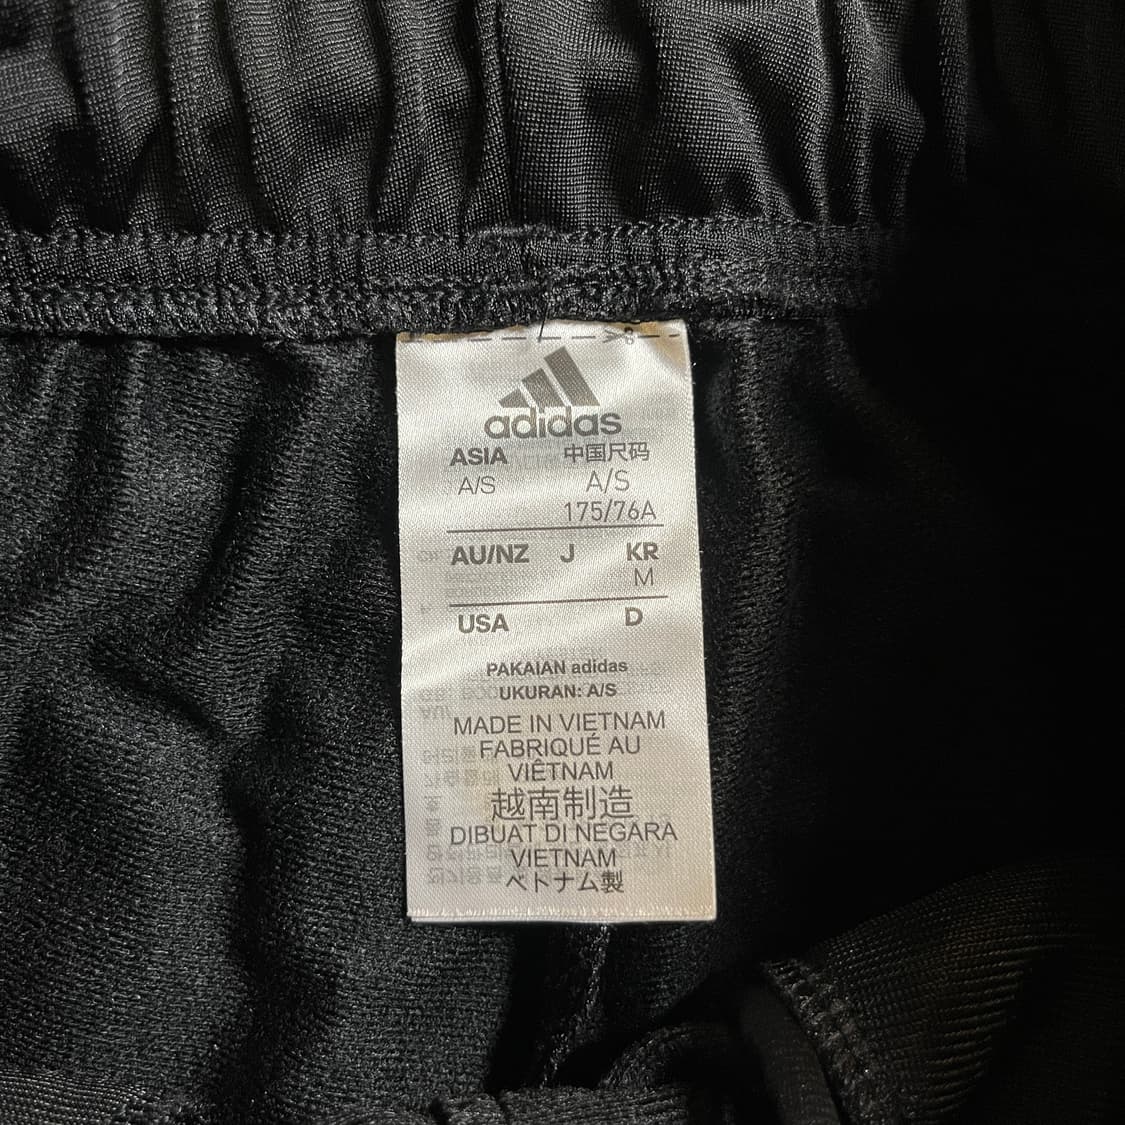 adidas
ASIA 中国尺码
A/S A/S
175/76A
AU/NZ J KR
M
USA D
PAKAIAN adidas
UKURAN: A/S
MADE IN VIETNAM
FABRIQUÉ AU
VIÊTNAM
越南制造
DIBUAT DI NEGARA
VIETNAM
ベトナム製